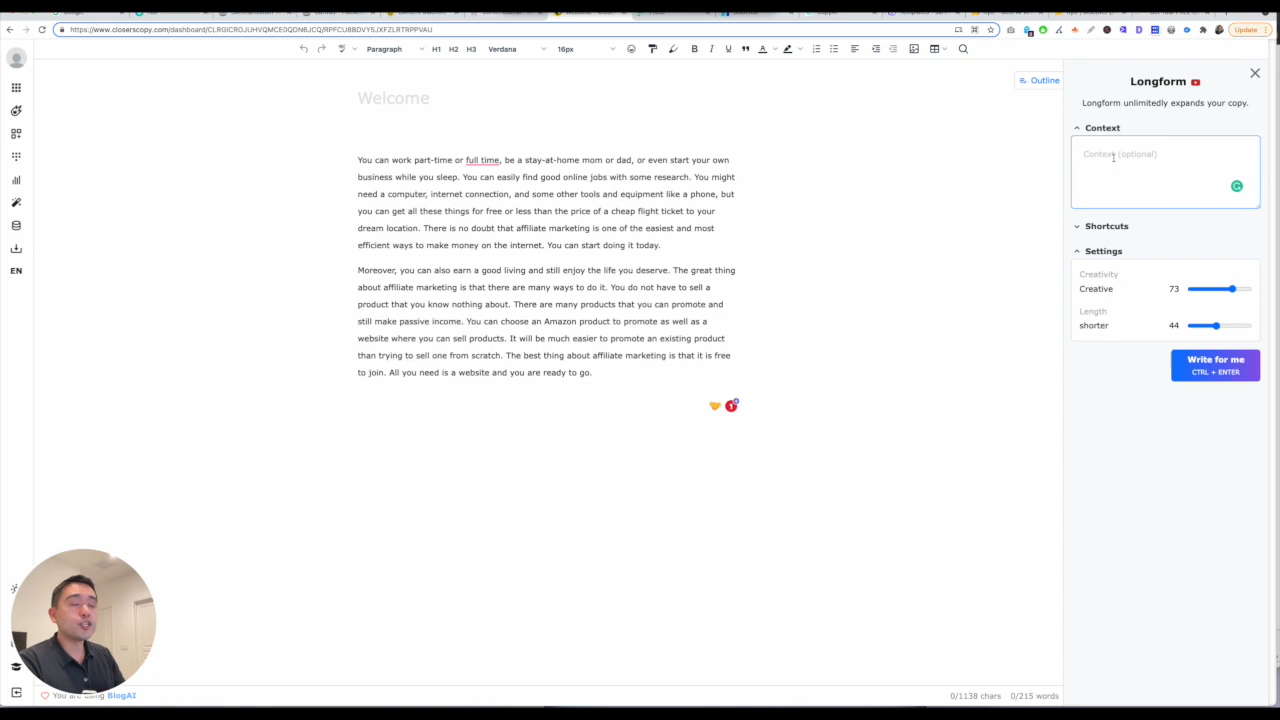 https://www.closerscopy.com/dashboard/CLRGICROJUHVQMCE0QDN6JCQ/RPFCU8BDVY5JXFZLRTRPPVAU
Update
Paragraph H1 H2 H3 Verdana 16px B I U A
Outline
Longform
Longform unlimitedly expands your copy.
Context
Context (optional)
Shortcuts
Settings
Creativity
Creative 73
Length
shorter 44
Write for me
CTRL + ENTER
EN
Welcome
You can work part-time or full time, be a stay-at-home mom or dad, or even start your own
business while you sleep. You can easily find good online jobs with some research. You might
need a computer, internet connection, and some other tools and equipment like a phone, but
you can get all these things for free or less than the price of a cheap flight ticket to your
dream location. There is no doubt that affiliate marketing is one of the easiest and most
efficient ways to make money on the internet. You can start doing it today.
Moreover, you can also earn a good living and still enjoy the life you deserve. The great thing
about affiliate marketing is that there are many ways to do it. You do not have to sell a
product that you know nothing about. There are many products that you can promote and
still make passive income. You can choose an Amazon product to promote as well as a
website where you can sell products. It will be much easier to promote an existing product
than trying to sell one from scratch. The best thing about affiliate marketing is that it is free
to join. All you need is a website and you are ready to go.
1
You are using BlogAI
0/1138 chars 0/215 words